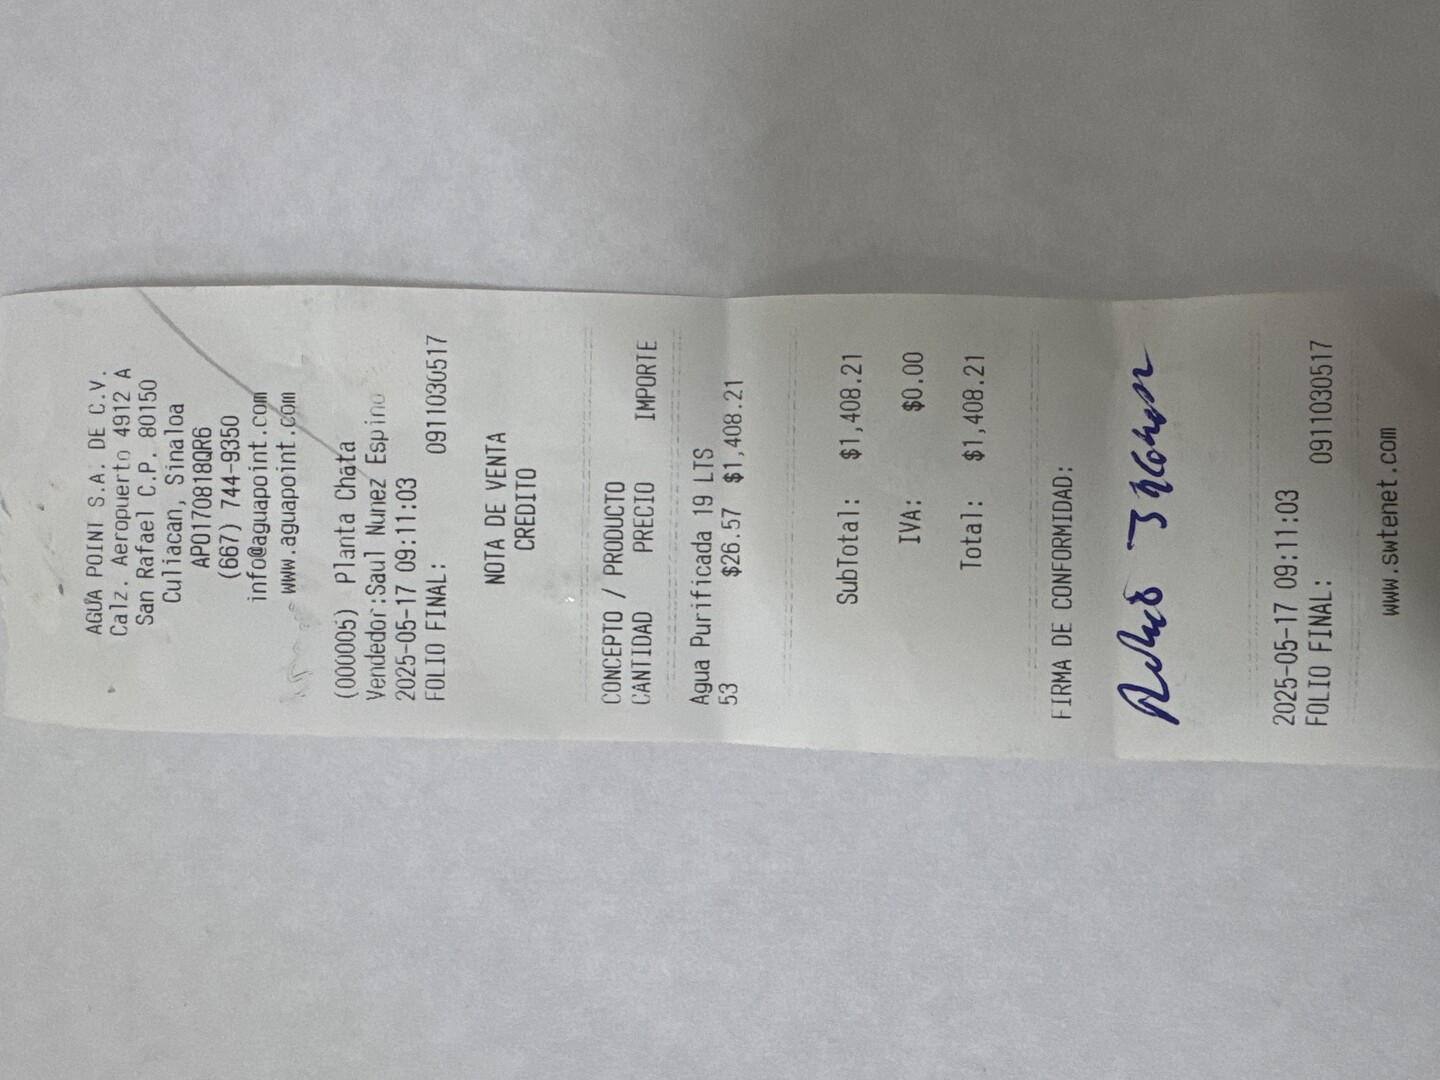 AGUA POINT S.A. DE C.V.
Calz. Aeropuerto 4912 A
San Rafael C.P. 80150
Culiacan, Sinaloa
APO170818QR6
(667) 744-9350
info@aguapoint.com
www.aguapoint.com
(000005) Planta Chata
Vendedor:Saul Nunez Espino
2025-05-17 09:11:03
FOLIO FINAL: 0911030517
NOTA DE VENTA
CREDITO
CONCEPTO / PRODUCTO
CANTIDAD PRECIO IMPORTE
Agua Purificada 19 LTS
53 $26.57 $1,408.21
SubTotal: $1,408.21
IVA: $0.00
Total: $1,408.21
FIRMA DE CONFORMIDAD:
2025-05-17 09:11:03
FOLIO FINAL: 0911030517
www.swtenet.com